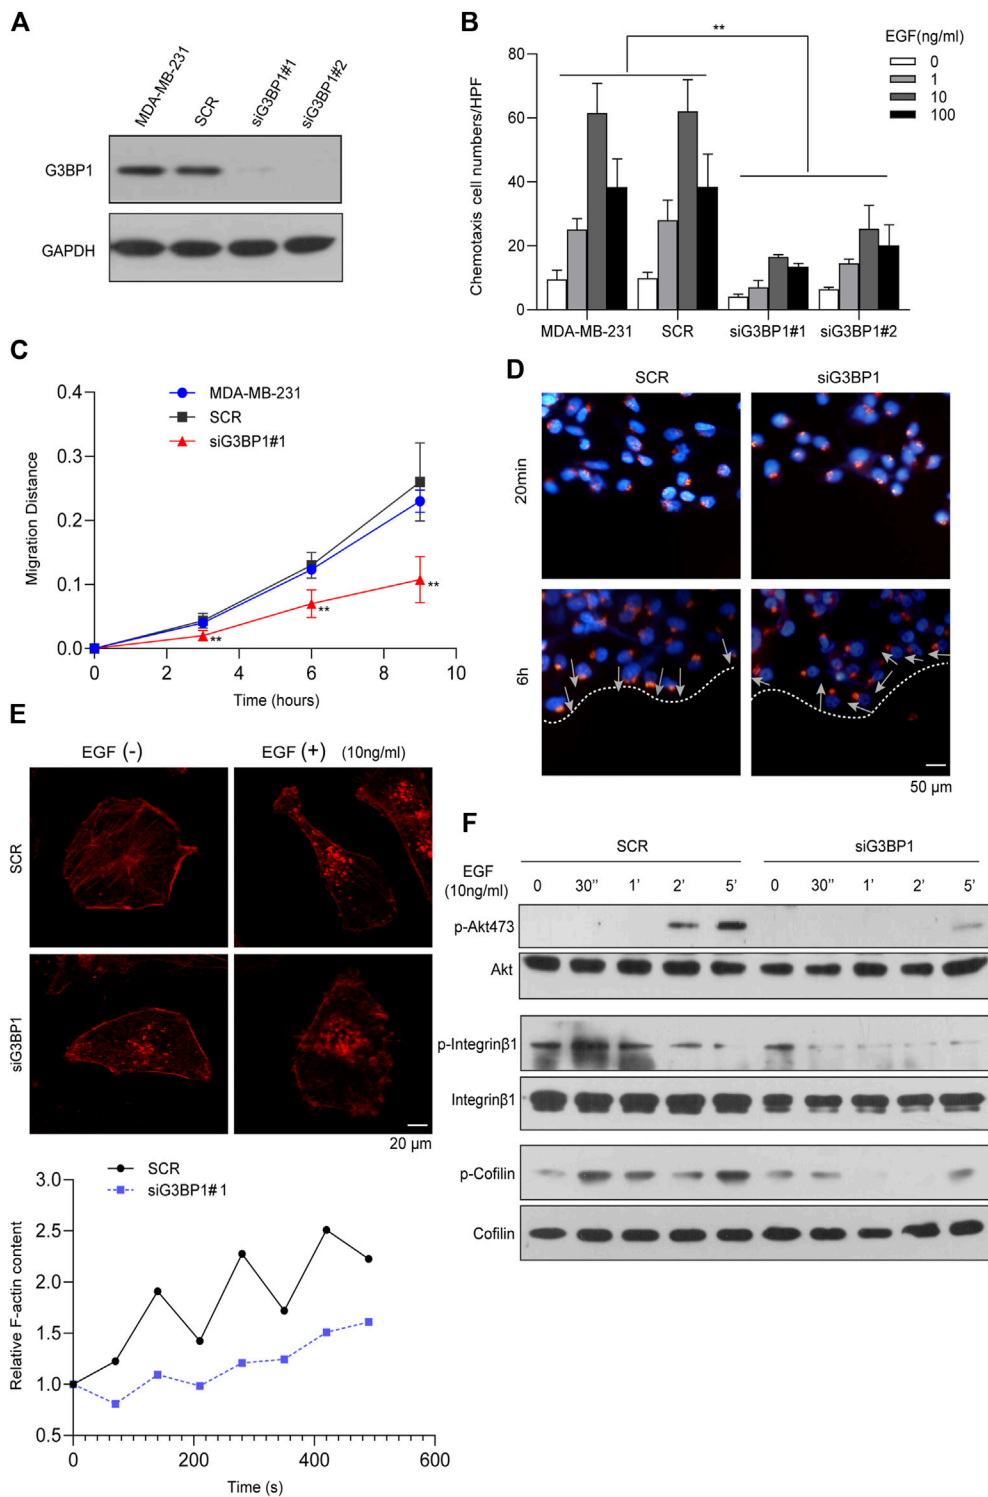 A
MDA-MB-231
SCR
siG3BP1#1
siG3BP1#2
G3BP1
GAPDH
B
**
EGF(ng/ml)
0
1
10
100
Chemotaxis cell numbers/HPF
80
60
40
20
0
MDA-MB-231 SCR siG3BP1#1 siG3BP1#2
C
MDA-MB-231
SCR
siG3BP1#1
Migration Distance
0.4
0.3
0.2
0.1
0.0
** ** **
0 2 4 6 8 10
Time (hours)
D
SCR siG3BP1
20min
6h
50 µm
E
EGF (-) EGF (+) (10ng/ml)
SCR
siG3BP1
20 µm
SCR
siG3BP1#1
Relative F-actin content
3.0
2.5
2.0
1.5
1.0
0.5
0 200 400 600
Time (s)
F
SCR siG3BP1
EGF
(10ng/ml)
0 30" 1' 2' 5' 0 30" 1' 2' 5'
p-Akt473
Akt
p-Integrinβ1
Integrinβ1
p-Cofilin
Cofilin